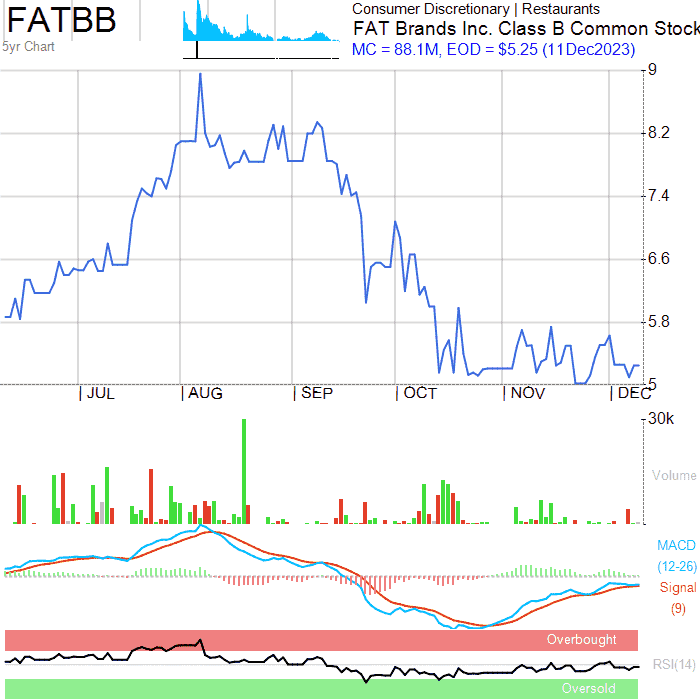 FATBB
5yr Chart
Consumer Discretionary | Restaurants
FAT Brands Inc. Class B Common Stock
MC = 88.1M, EOD = $5.25 (11Dec2023)
9
8.2
7.4
6.6
5.8
5
JUL AUG SEP OCT NOV DEC
30k
Volume
MACD
(12-26)
Signal
(9)
Overbought
RSI(14)
Oversold